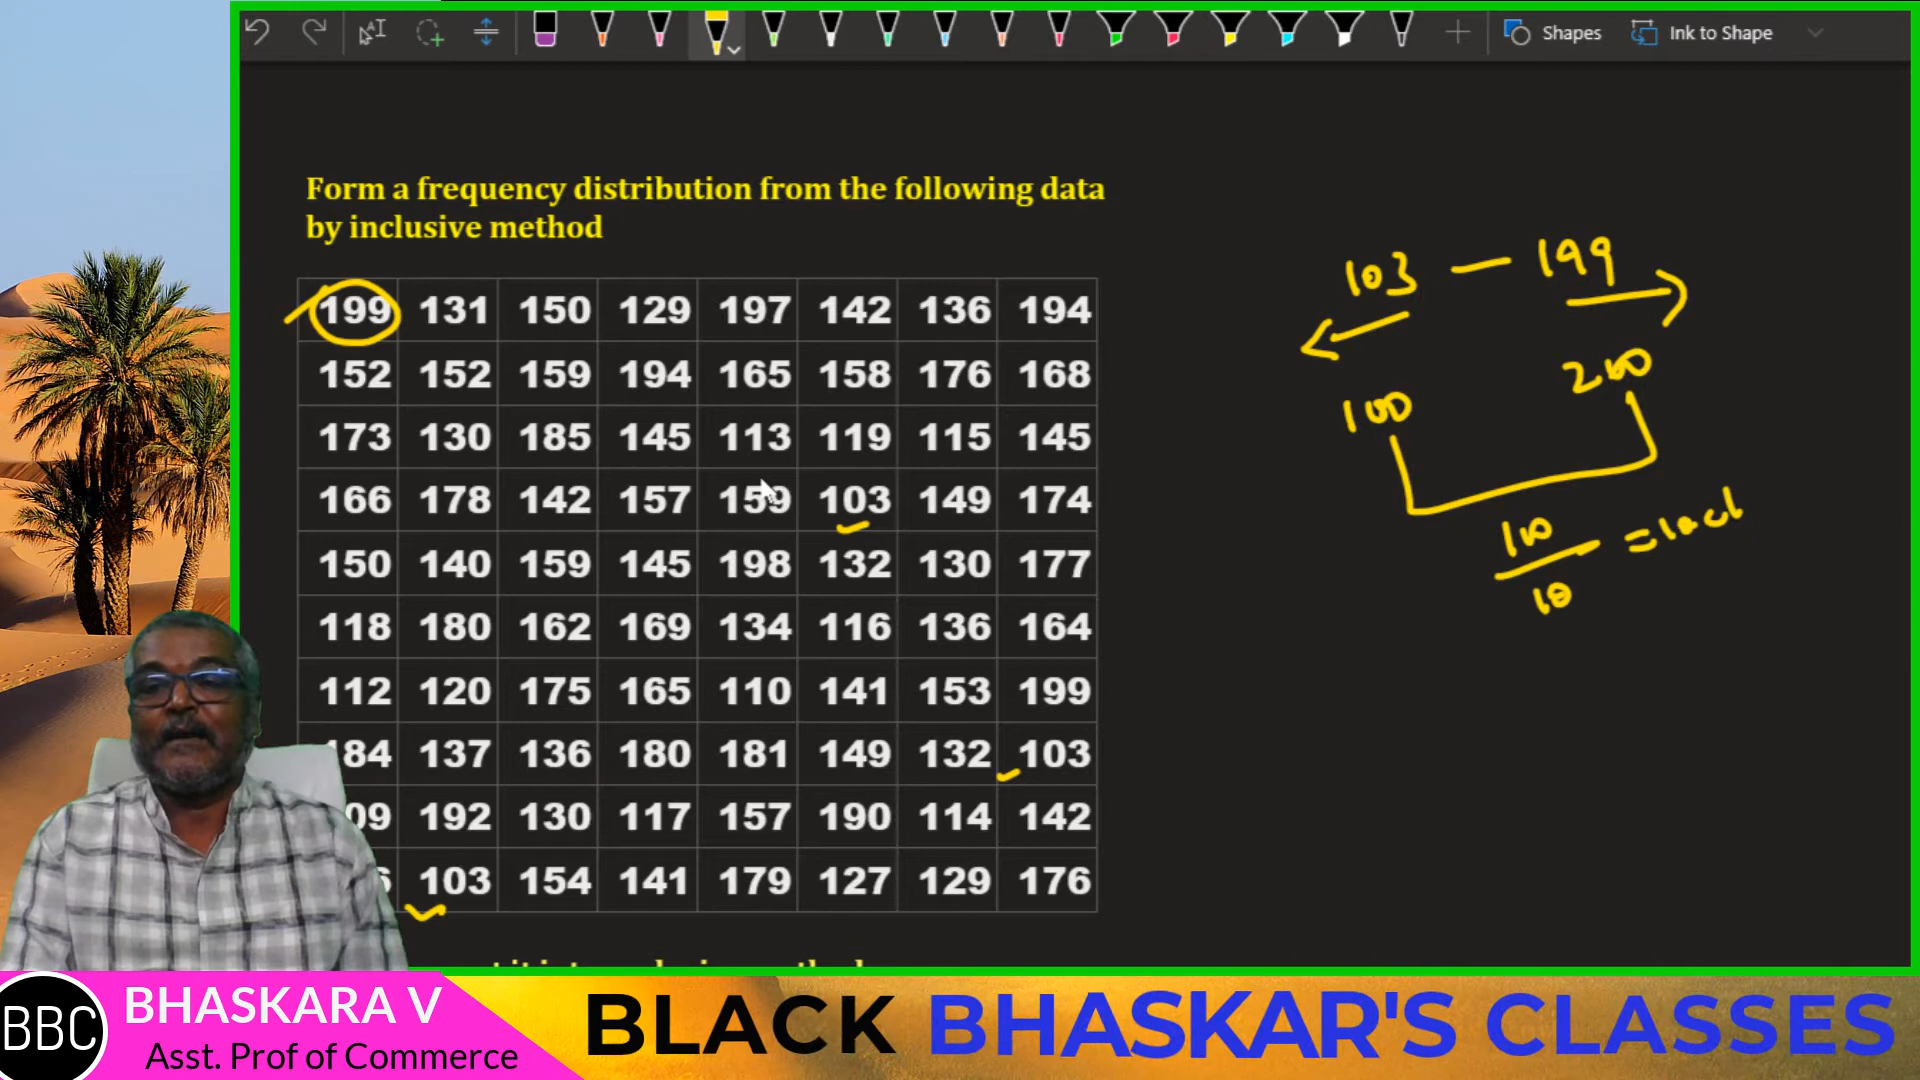 Shapes Ink to Shape
Form a frequency distribution from the following data
by inclusive method
199 131 150 129 197 142 136 194
152 152 159 194 165 158 176 168
173 130 185 145 113 119 115 145
166 178 142 157 159 103 149 174
150 140 159 145 198 132 130 177
118 180 162 169 134 116 136 164
112 120 175 165 110 141 153 199
184 137 136 180 181 149 132 103
09 192 130 117 157 190 114 142
103 154 141 179 127 129 176
103 — 199
100 200
100
10
=10 cl
BBC
BHASKARA V
Asst. Prof of Commerce
BLACK BHASKAR'S CLASSES